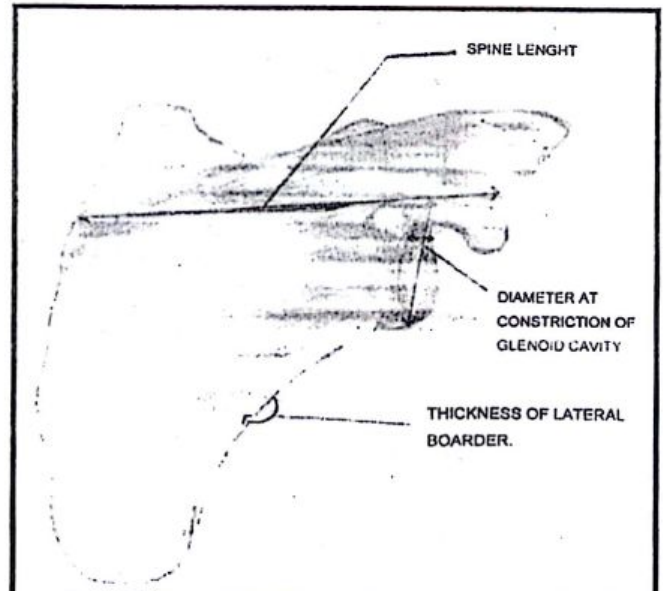 SPINE LENGHT
DIAMETER AT
CONSTRICTION OF
GLENOID CAVITY
THICKNESS OF LATERAL
BOARDER.